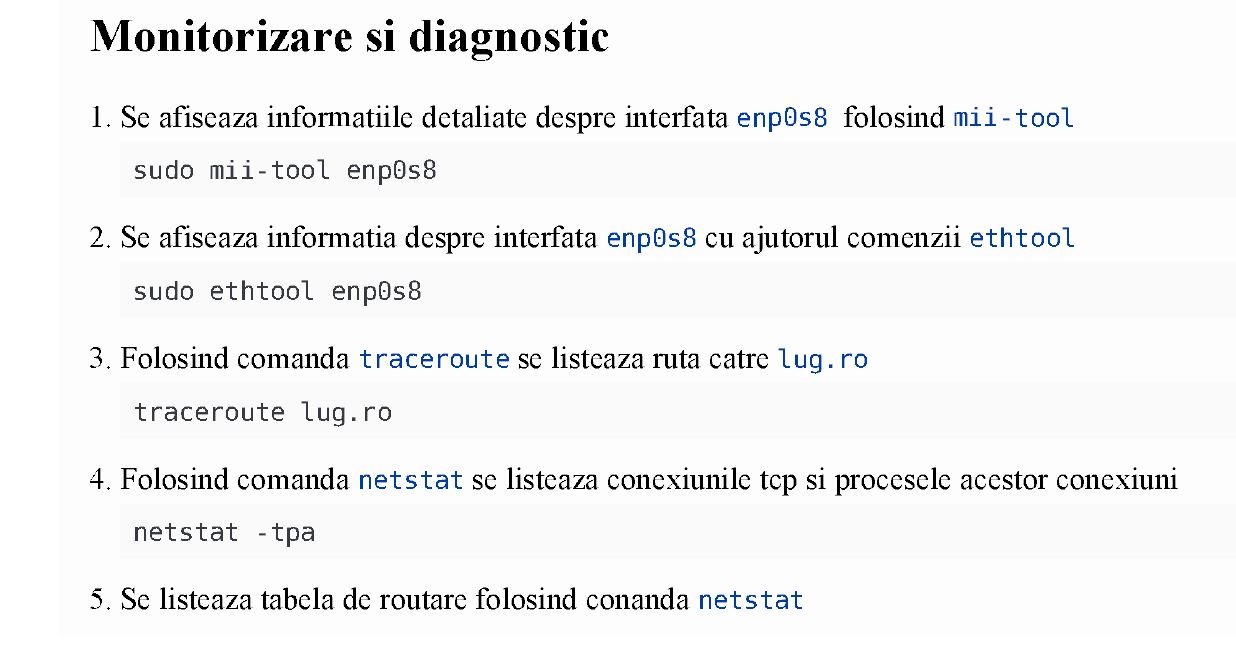 Monitorizare si diagnostic
1. Se afiseaza informatiile detaliate despre interfata enp0s8 folosind mii-tool
sudo mii-tool enp0s8
2. Se afiseaza informatia despre interfata enp0s8 cu ajutorul comenzii ethtool
sudo ethtool enp0s8
3. Folosind comanda traceroute se listeaza ruta catre lug.ro
traceroute lug.ro
4. Folosind comanda netstat se listeaza conexiunile tcp si procesele acestor conexiuni
netstat -tpa
5. Se listeaza tabela de routare folosind conanda netstat